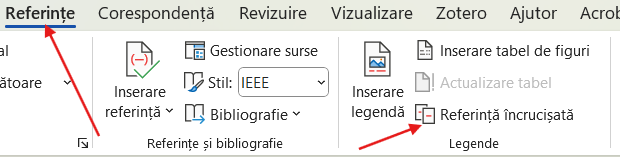 Referințe Corespondență Revizuire Vizualizare Zotero Ajutor Acrob
al
ătoare
Inserare
referință
Gestionare surse
Stil: IEEE
Bibliografie
Referințe și bibliografie
Inserare
legendă
Inserare tabel de figuri
Actualizare tabel
Referință încrucișată
Legende